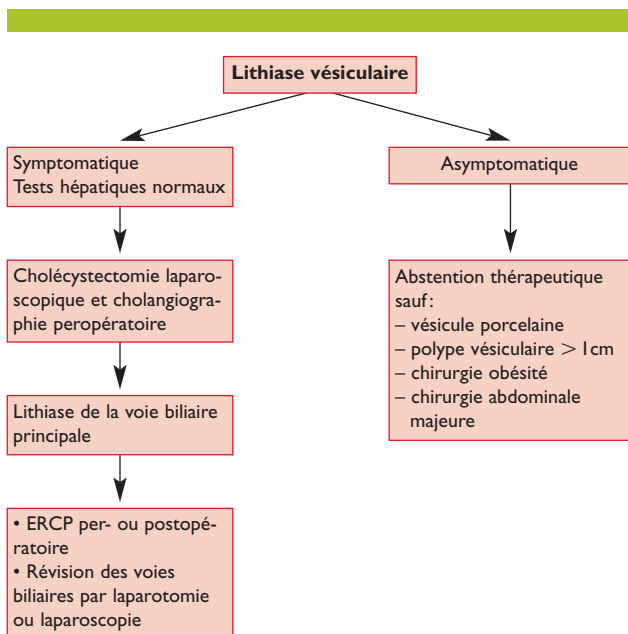 Lithiase vésiculaire
Symptomatique
Tests hépatiques normaux
Asymptomatique
Cholécystectomie laparo-
scopique et cholangiogra-
phie peropératoire
Abstention thérapeutique
sauf:
– vésicule porcelaine
– polype vésiculaire > 1cm
– chirurgie obésité
– chirurgie abdominale
majeure
Lithiase de la voie biliaire
principale
• ERCP per- ou postopé-
ratoire
• Révision des voies
biliaires par laparotomie
ou laparoscopie